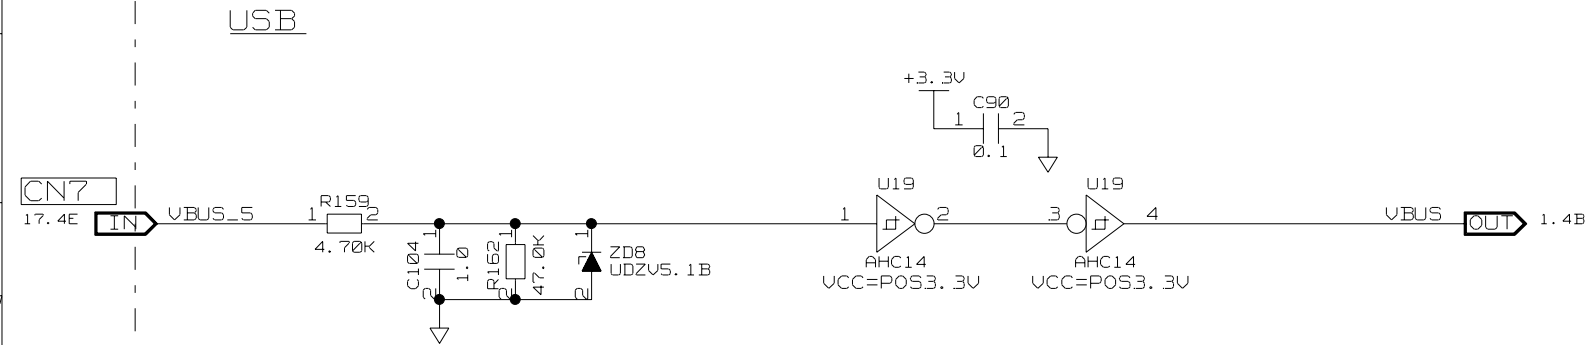 USB
+3.3V
C90
1 2
0.1
CN7
17.4E
IN
VBUS_5
R159
1 2
4.70K
1
C104
1.0
2
1
R162
47.0K
2
1
ZD8
UDZV5.1B
2
U19
1 2
AHC14
VCC=POS3.3V
U19
3 4
AHC14
VCC=POS3.3V
VBUS
OUT
1.4B